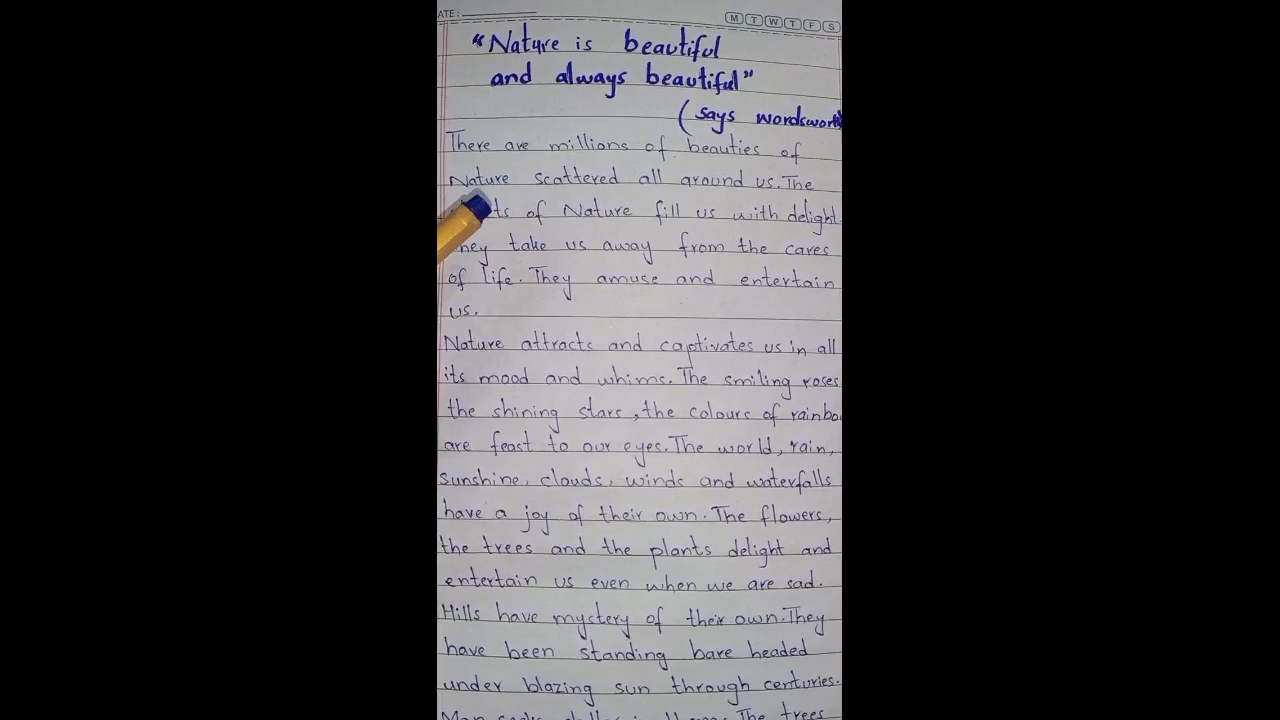 ATE:
M T W T F S
"Nature is beautiful
and always beautiful"
(says wordsworth
There are millions of beauties of
Nature scattered all around us. The
of Nature fill us with delight.
take us away from the cares
of life. They amuse and entertain
us.
Nature attracts and captivates us in all
its mood and whims. The smiling roses
the shining stars, the colours of rainbo
are feast to our eyes. The world, rain,
sunshine, clouds, winds and waterfalls
have a joy of their own. The flowers,
the trees and the plants delight and
entertain us even when we are sad.
Hills have mystery of their own. They
have been standing bare headed
under blazing sun through centuries.
The trees